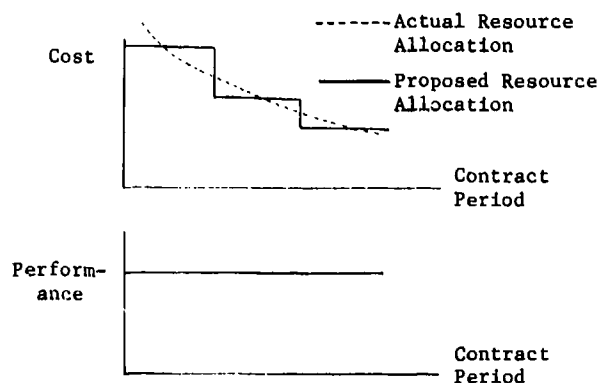 Actual Resource
Allocation
Cost
Proposed Resource
Allocation
Contract
Period
Perform-
ance
Contract
Period